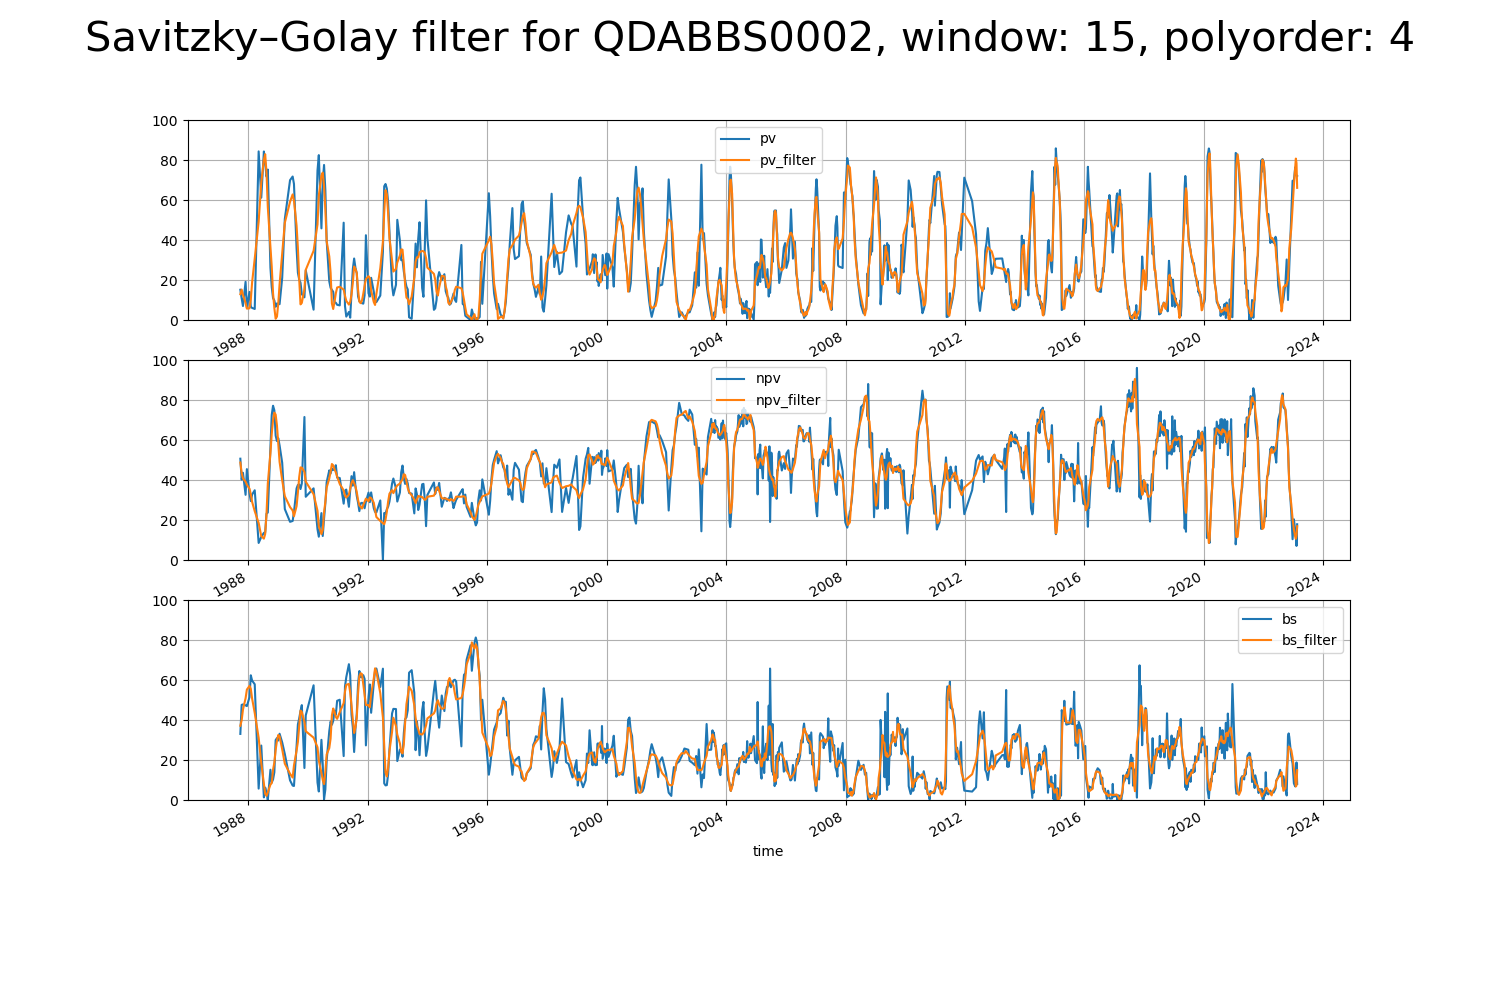 Savitzky–Golay filter for QDABBS0002, window: 15, polyorder: 4
100
80
60
40
20
0
pv
pv_filter
1988 1992 1996 2000 2004 2008 2012 2016 2020 2024
100
80
60
40
20
0
npv
npv_filter
1988 1992 1996 2000 2004 2008 2012 2016 2020 2024
100
80
60
40
20
0
bs
bs_filter
1988 1992 1996 2000 2004 2008 2012 2016 2020 2024
time